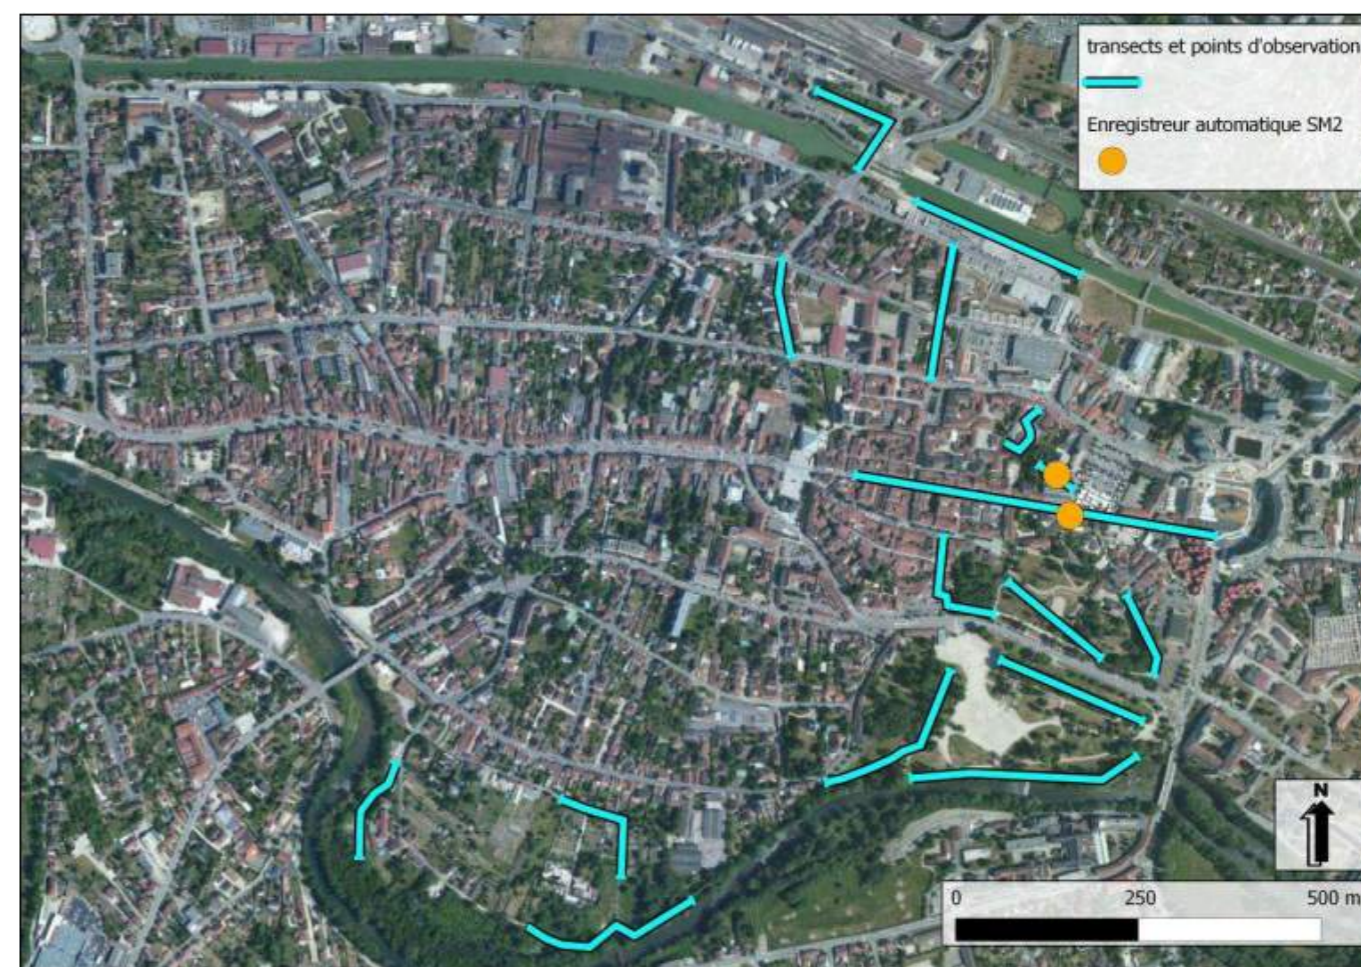 transects et points d'observation
Enregistreur automatique SM2
N
0 250 500 m